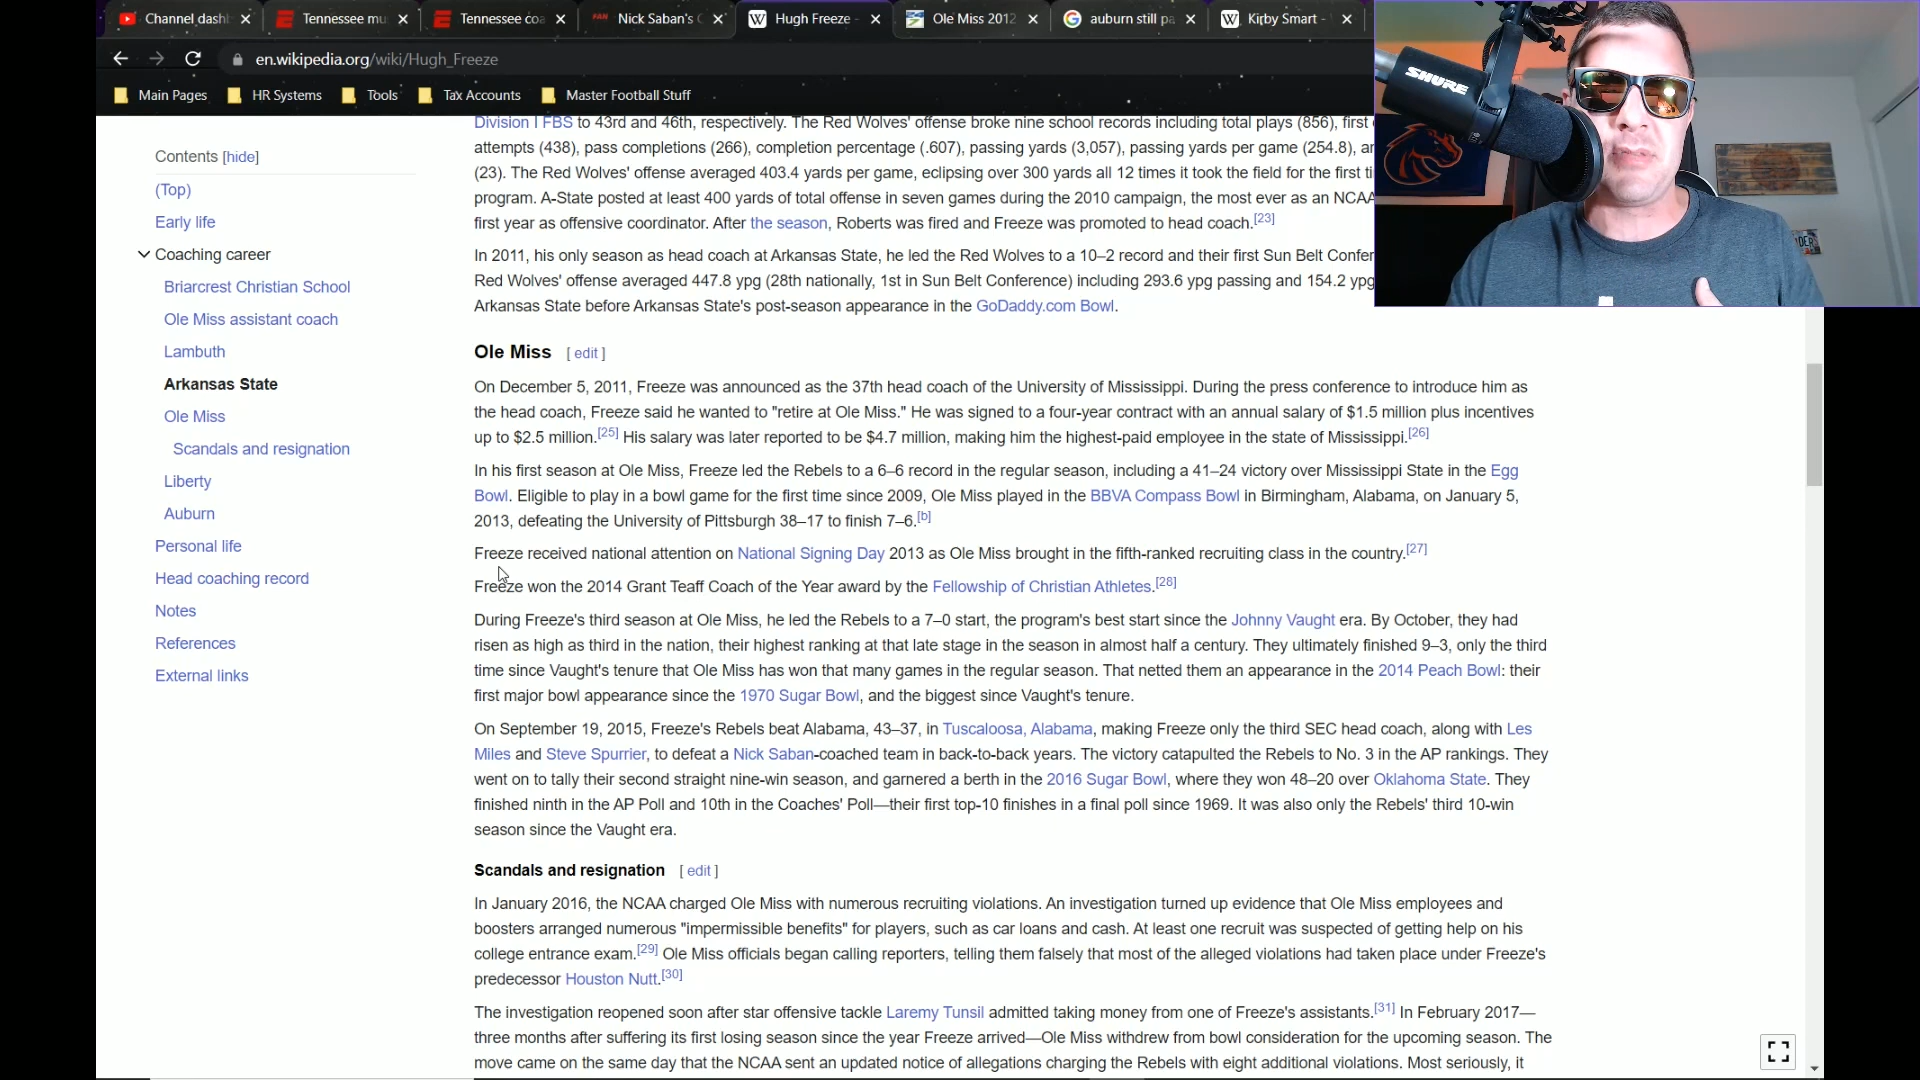 Channel dash
Tennessee mu
Tennessee coa
Nick Saban's C
Hugh Freeze -
Ole Miss 2012
auburn still pa
Kirby Smart -
en.wikipedia.org/wiki/Hugh_Freeze
Main Pages
HR Systems
Tools
Tax Accounts
Master Football Stuff
SHURE
Contents [hide]
(Top)
Early life
Coaching career
Briarcrest Christian School
Ole Miss assistant coach
Lambuth
Arkansas State
Ole Miss
Scandals and resignation
Liberty
Auburn
Personal life
Head coaching record
Notes
References
External links
Division I FBS to 43rd and 46th, respectively. The Red Wolves' offense broke nine school records including total plays (856), first
attempts (438), pass completions (266), completion percentage (.607), passing yards (3,057), passing yards per game (254.8), an
(23). The Red Wolves' offense averaged 403.4 yards per game, eclipsing over 300 yards all 12 times it took the field for the first ti
program. A-State posted at least 400 yards of total offense in seven games during the 2010 campaign, the most ever as an NCAA
first year as offensive coordinator. After the season, Roberts was fired and Freeze was promoted to head coach.[23]
In 2011, his only season as head coach at Arkansas State, he led the Red Wolves to a 10–2 record and their first Sun Belt Confer
Red Wolves' offense averaged 447.8 ypg (28th nationally, 1st in Sun Belt Conference) including 293.6 ypg passing and 154.2 ypg
Arkansas State before Arkansas State's post-season appearance in the GoDaddy.com Bowl.
Ole Miss [ edit ]
On December 5, 2011, Freeze was announced as the 37th head coach of the University of Mississippi. During the press conference to introduce him as
the head coach, Freeze said he wanted to "retire at Ole Miss." He was signed to a four-year contract with an annual salary of $1.5 million plus incentives
up to $2.5 million.[25] His salary was later reported to be $4.7 million, making him the highest-paid employee in the state of Mississippi.[26]
In his first season at Ole Miss, Freeze led the Rebels to a 6–6 record in the regular season, including a 41–24 victory over Mississippi State in the Egg
Bowl. Eligible to play in a bowl game for the first time since 2009, Ole Miss played in the BBVA Compass Bowl in Birmingham, Alabama, on January 5,
2013, defeating the University of Pittsburgh 38–17 to finish 7–6.[b]
Freeze received national attention on National Signing Day 2013 as Ole Miss brought in the fifth-ranked recruiting class in the country.[27]
Freeze won the 2014 Grant Teaff Coach of the Year award by the Fellowship of Christian Athletes.[28]
During Freeze's third season at Ole Miss, he led the Rebels to a 7–0 start, the program's best start since the Johnny Vaught era. By October, they had
risen as high as third in the nation, their highest ranking at that late stage in the season in almost half a century. They ultimately finished 9–3, only the third
time since Vaught's tenure that Ole Miss has won that many games in the regular season. That netted them an appearance in the 2014 Peach Bowl: their
first major bowl appearance since the 1970 Sugar Bowl, and the biggest since Vaught's tenure.
On September 19, 2015, Freeze's Rebels beat Alabama, 43–37, in Tuscaloosa, Alabama, making Freeze only the third SEC head coach, along with Les
Miles and Steve Spurrier, to defeat a Nick Saban-coached team in back-to-back years. The victory catapulted the Rebels to No. 3 in the AP rankings. They
went on to tally their second straight nine-win season, and garnered a berth in the 2016 Sugar Bowl, where they won 48–20 over Oklahoma State. They
finished ninth in the AP Poll and 10th in the Coaches' Poll—their first top-10 finishes in a final poll since 1969. It was also only the Rebels' third 10-win
season since the Vaught era.
Scandals and resignation [ edit ]
In January 2016, the NCAA charged Ole Miss with numerous recruiting violations. An investigation turned up evidence that Ole Miss employees and
boosters arranged numerous "impermissible benefits" for players, such as car loans and cash. At least one recruit was suspected of getting help on his
college entrance exam.[29] Ole Miss officials began calling reporters, telling them falsely that most of the alleged violations had taken place under Freeze's
predecessor Houston Nutt.[30]
The investigation reopened soon after star offensive tackle Laremy Tunsil admitted taking money from one of Freeze's assistants.[31] In February 2017—
three months after suffering its first losing season since the year Freeze arrived—Ole Miss withdrew from bowl consideration for the upcoming season. The
move came on the same day that the NCAA sent an updated notice of allegations charging the Rebels with eight additional violations. Most seriously, it